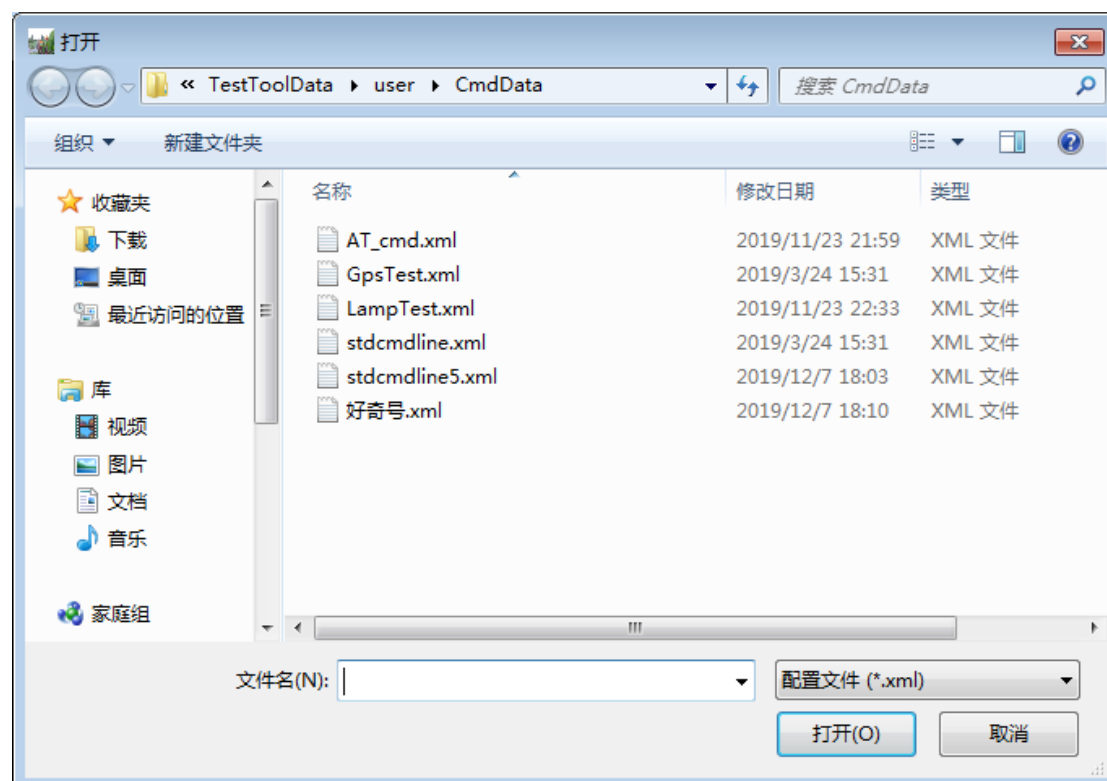 打开
« TestToolData ▸ user ▸ CmdData
搜索 CmdData
组织
新建文件夹
收藏夹
下载
桌面
最近访问的位置
库
视频
图片
文档
音乐
家庭组
名称 修改日期 类型
AT_cmd.xml 2019/11/23 21:59 XML 文件
GpsTest.xml 2019/3/24 15:31 XML 文件
LampTest.xml 2019/11/23 22:33 XML 文件
stdcmdline.xml 2019/3/24 15:31 XML 文件
stdcmdline5.xml 2019/12/7 18:03 XML 文件
好奇号.xml 2019/12/7 18:10 XML 文件
文件名(N):
配置文件 (*.xml)
打开(O)
取消